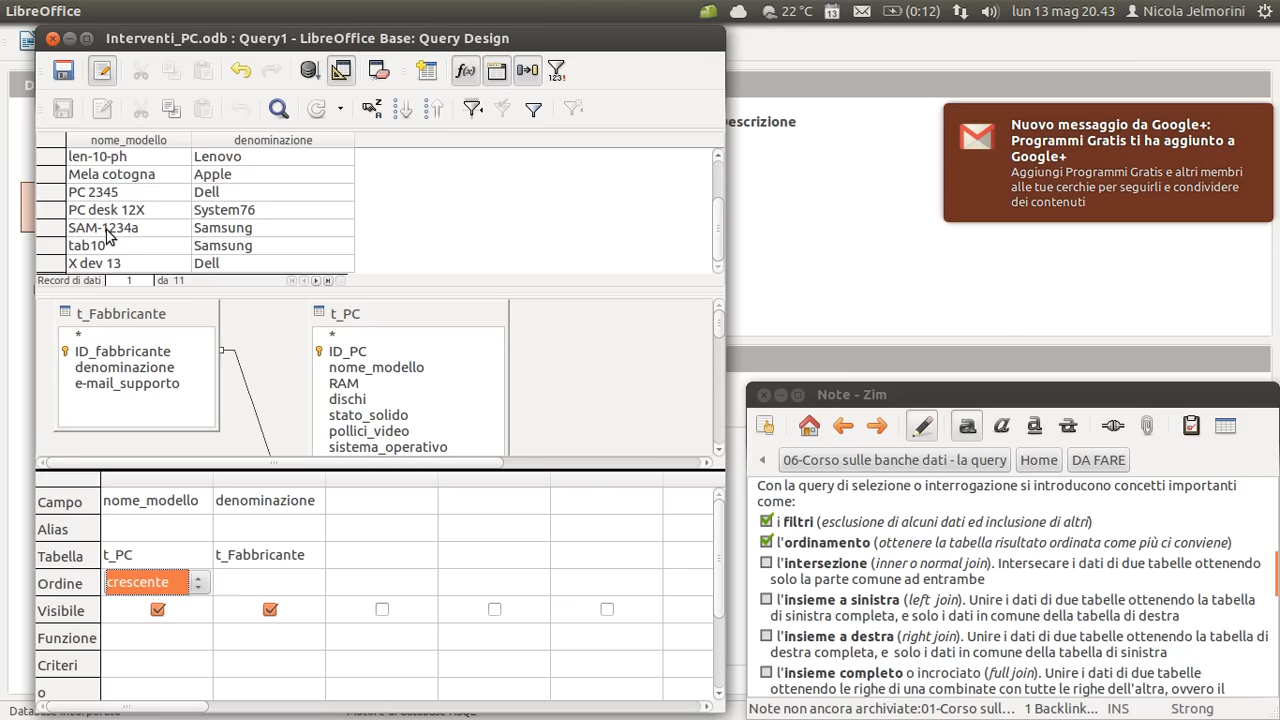 LibreOffice
22 °C
13
(0:12)
lun 13 mag 20.43
Nicola Jelmorini
Interventi_PC.odb : Query1 - LibreOffice Base: Query Design
f(x)
123!
nome_modello denominazione
len-10-ph Lenovo
Mela cotogna Apple
PC 2345 Dell
PC desk 12X System76
SAM-1234a Samsung
tab10 Samsung
X dev 13 Dell
Record di dati 1 da 11
t_Fabbricante
*
ID_fabbricante
denominazione
e-mail_supporto
t_PC
*
ID_PC
nome_modello
RAM
dischi
stato_solido
pollici_video
sistema_operativo
Campo nome_modello denominazione
Alias
Tabella t_PC t_Fabbricante
Ordine crescente
Visibile
Funzione
Criteri
o
Descrizione
Nuovo messaggio da Google+:
Programmi Gratis ti ha aggiunto a
Google+
Aggiungi Programmi Gratis e altri membri
alle tue cerchie per seguirli e condividere
dei contenuti
Note - Zim
06-Corso sulle banche dati - la query Home DA FARE
Con la query di selezione o interrogazione si introducono concetti importanti
come:
i filtri (esclusione di alcuni dati ed inclusione di altri)
l'ordinamento (ottenere la tabella risultato ordinata come più ci conviene)
l'intersezione (inner o normal join). Intersecare i dati di due tabelle ottenendo
solo la parte comune ad entrambe
l'insieme a sinistra (left join). Unire i dati di due tabelle ottenendo la tabella
di sinistra completa, e solo i dati in comune della tabella di destra
l'insieme a destra (right join). Unire i dati di due tabelle ottenendo la tabella di
destra completa, e solo i dati in comune della tabella di sinistra
l'insieme completo o incrociato (full join). Unire i dati di due tabelle
ottenendo le righe di una combinate con tutte le righe dell'altra, ovvero il
Note non ancora archiviate:01-Corso sull... 1 Backlink... INS Strong